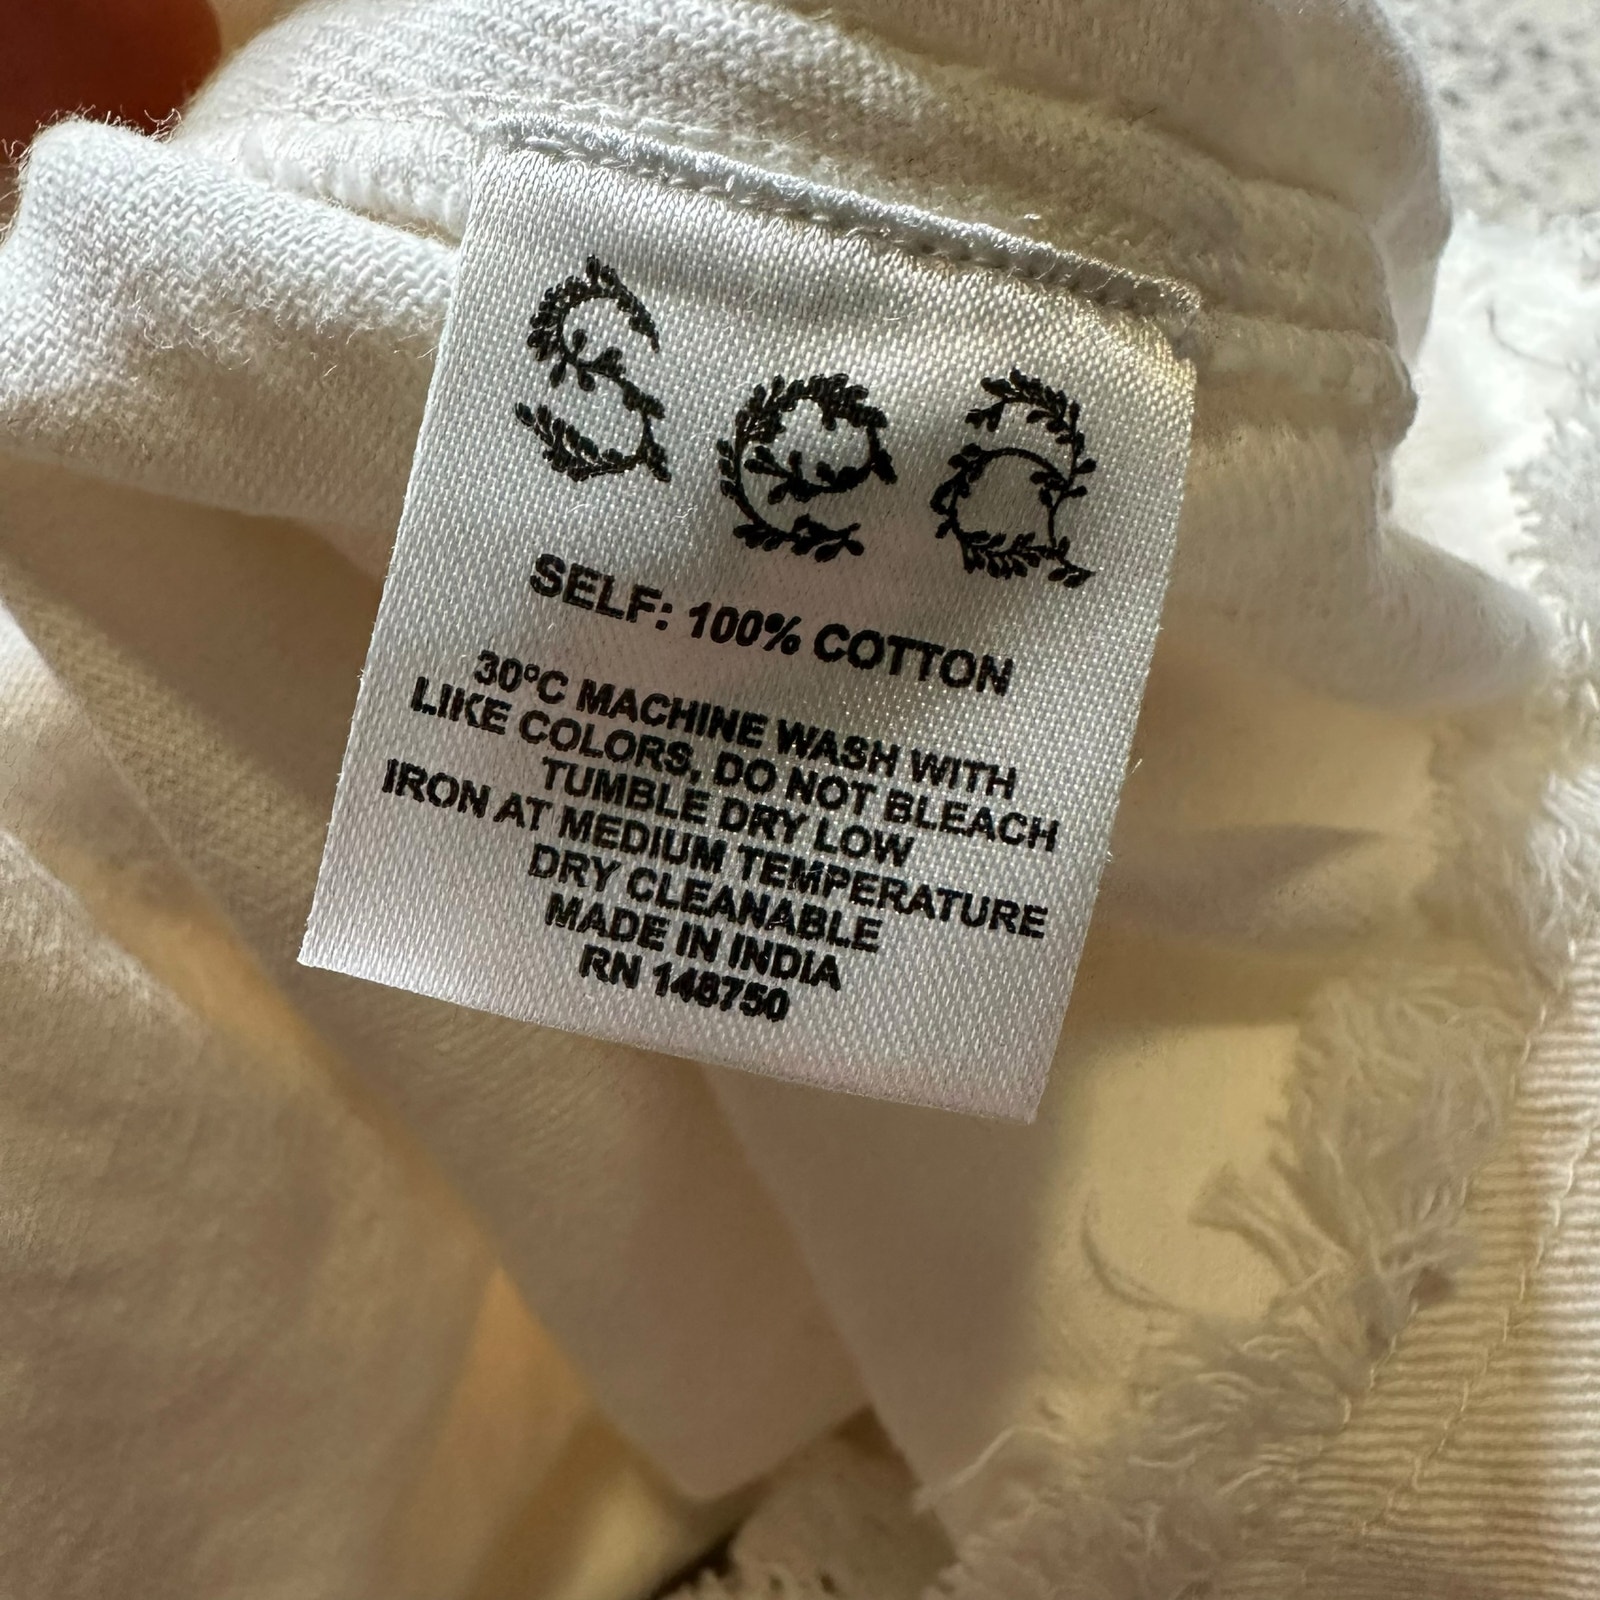 Sea
SELF: 100% COTTON
30°C MACHINE WASH WITH
LIKE COLORS, DO NOT BLEACH
TUMBLE DRY LOW
IRON AT MEDIUM TEMPERATURE
DRY CLEANABLE
MADE IN INDIA
RN 148750